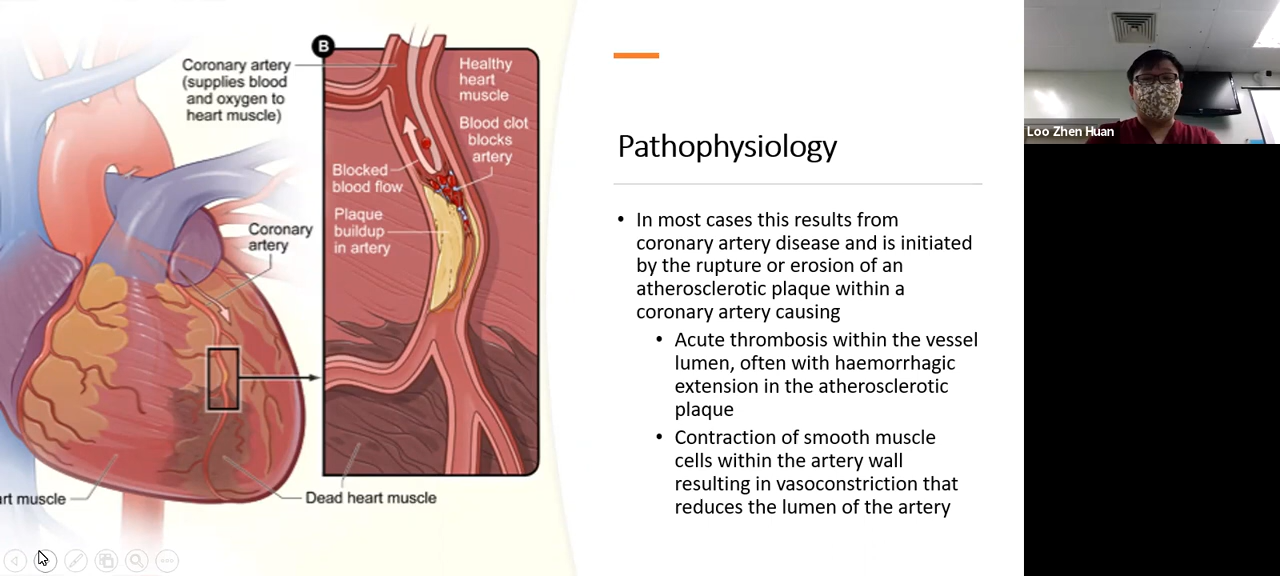 B
Coronary artery
(supplies blood
and oxygen to
heart muscle)
Healthy
heart
muscle
Blood clot
blocks
artery
Blocked
blood flow
Plaque
buildup
in artery
Coronary
artery
rt muscle
Dead heart muscle
Pathophysiology
• In most cases this results from
coronary artery disease and is initiated
by the rupture or erosion of an
atherosclerotic plaque within a
coronary artery causing
• Acute thrombosis within the vessel
lumen, often with haemorrhagic
extension in the atherosclerotic
plaque
• Contraction of smooth muscle
cells within the artery wall
resulting in vasoconstriction that
reduces the lumen of the artery
Loo Zhen Huan